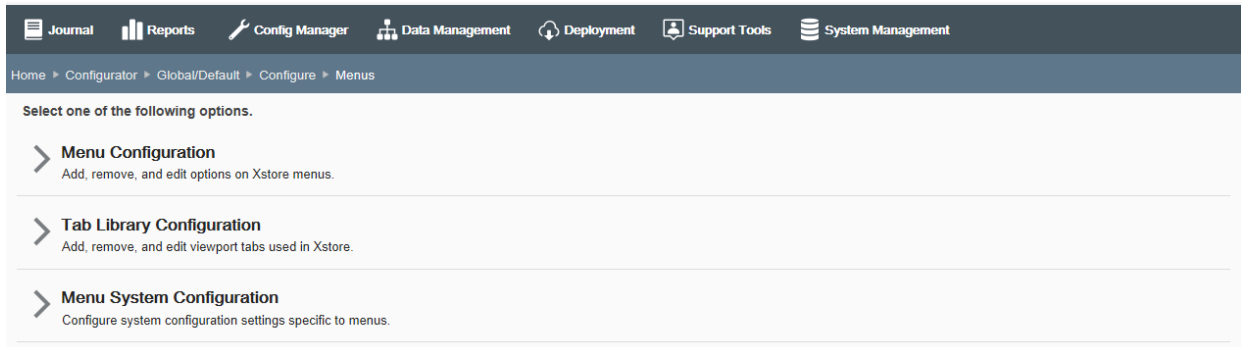 Journal Reports Config Manager Data Management Deployment Support Tools System Management
Home ▸ Configurator ▸ Global/Default ▸ Configure ▸ Menus
Select one of the following options.
Menu Configuration
Add, remove, and edit options on Xstore menus.
Tab Library Configuration
Add, remove, and edit viewport tabs used in Xstore.
Menu System Configuration
Configure system configuration settings specific to menus.